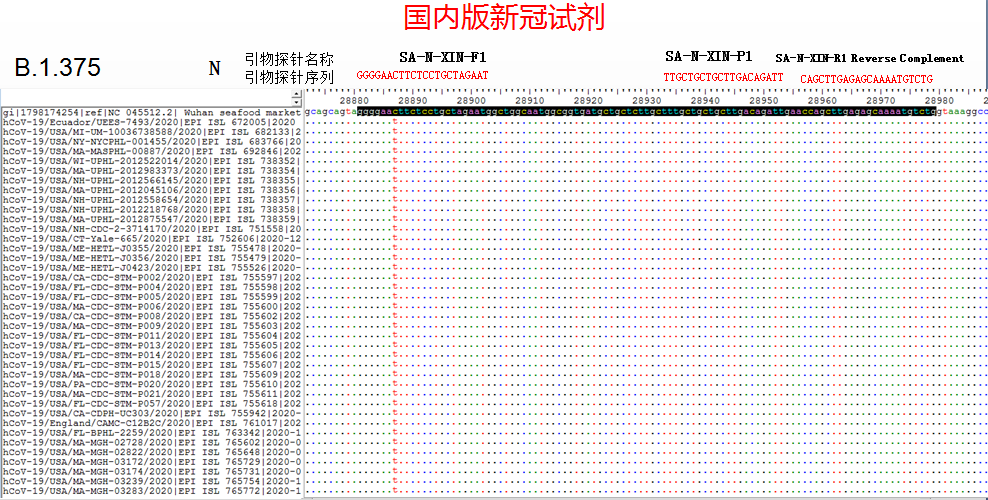 国内版新冠试剂
B.1.375
N
引物探针名称
引物探针序列
SA-N-XIN-F1
GGGGAACTTCTCCTGCTAGAAT
SA-N-XIN-P1
TTGCTGCTGCTTGACAGATT
SA-N-XIN-R1 Reverse Complement
CAGCTTGAGAGCAAAATGTCTG
28880 28890 28900 28910 28920 28930 28940 28950 28960 28970 28980 2
gi|1798174254|ref|NC 045512.2| Wuhan seafood market gcagcagtaggggaacttctcctgctagaatggctggcaatggcggtgatgctgctcttgctttgctgctgcttgacagattgaaccagcttgagagcaaaatgtctggtaaaggcc
hCoV-19/Ecuador/UEES-7493/2020|EPI ISL 672005|2020 t
hCoV-19/USA/MI-UM-10036738588/2020|EPI ISL 682133|2 t
hCoV-19/USA/NY-NYCPHL-001455/2020|EPI ISL 683766|20 t
hCoV-19/USA/MA-MASPHL-00887/2020|EPI ISL 692846|202 t
hCoV-19/USA/WI-UPHL-2012522014/2020|EPI ISL 738352| t
hCoV-19/USA/MA-UPHL-2012983373/2020|EPI ISL 738354| t
hCoV-19/USA/NH-UPHL-2012566145/2020|EPI ISL 738355| t
hCoV-19/USA/MA-UPHL-2012045106/2020|EPI ISL 738356| t
hCoV-19/USA/NH-UPHL-2012558654/2020|EPI ISL 738357| t
hCoV-19/USA/NH-UPHL-2012218768/2020|EPI ISL 738358| t
hCoV-19/USA/MA-UPHL-2012875547/2020|EPI ISL 738359| t
hCoV-19/USA/NH-CDC-2-3714170/2020|EPI ISL 751558|20 t
hCoV-19/USA/CT-Yale-665/2020|EPI ISL 752606|2020-12 t
hCoV-19/USA/ME-HETL-J0355/2020|EPI ISL 755478|2020- t
hCoV-19/USA/ME-HETL-J0356/2020|EPI ISL 755479|2020- t
hCoV-19/USA/ME-HETL-J0423/2020|EPI ISL 755526|2020- t
hCoV-19/USA/CA-CDC-STM-P002/2020|EPI ISL 755597|202 t
hCoV-19/USA/FL-CDC-STM-P004/2020|EPI ISL 755598|202 t
hCoV-19/USA/FL-CDC-STM-P005/2020|EPI ISL 755599|202 t
hCoV-19/USA/MA-CDC-STM-P006/2020|EPI ISL 755600|202 t
hCoV-19/USA/CA-CDC-STM-P008/2020|EPI ISL 755602|202 t
hCoV-19/USA/MA-CDC-STM-P009/2020|EPI ISL 755603|202 t
hCoV-19/USA/FL-CDC-STM-P011/2020|EPI ISL 755604|202 t
hCoV-19/USA/FL-CDC-STM-P013/2020|EPI ISL 755605|202 t
hCoV-19/USA/FL-CDC-STM-P014/2020|EPI ISL 755606|202 t
hCoV-19/USA/FL-CDC-STM-P015/2020|EPI ISL 755607|202 t
hCoV-19/USA/MA-CDC-STM-P018/2020|EPI ISL 755609|202 t
hCoV-19/USA/PA-CDC-STM-P020/2020|EPI ISL 755610|202 t
hCoV-19/USA/MA-CDC-STM-P021/2020|EPI ISL 755611|202 t
hCoV-19/USA/FL-CDC-STM-P057/2020|EPI ISL 755618|202 t
hCoV-19/USA/CA-CDPH-UC303/2020|EPI ISL 755942|2020- t
hCoV-19/England/CAMC-C12B2C/2020|EPI ISL 761017|202 t
hCoV-19/USA/FL-BPHL-2259/2020|EPI ISL 763342|2020-1 t
hCoV-19/USA/MA-MGH-02728/2020|EPI ISL 765602|2020-0 t
hCoV-19/USA/MA-MGH-02822/2020|EPI ISL 765648|2020-0 t
hCoV-19/USA/MA-MGH-03172/2020|EPI ISL 765729|2020-0 t
hCoV-19/USA/MA-MGH-03174/2020|EPI ISL 765731|2020-0 t
hCoV-19/USA/MA-MGH-03239/2020|EPI ISL 765754|2020-1 t
hCoV-19/USA/MA-MGH-03283/2020|EPI ISL 765772|2020-1 t